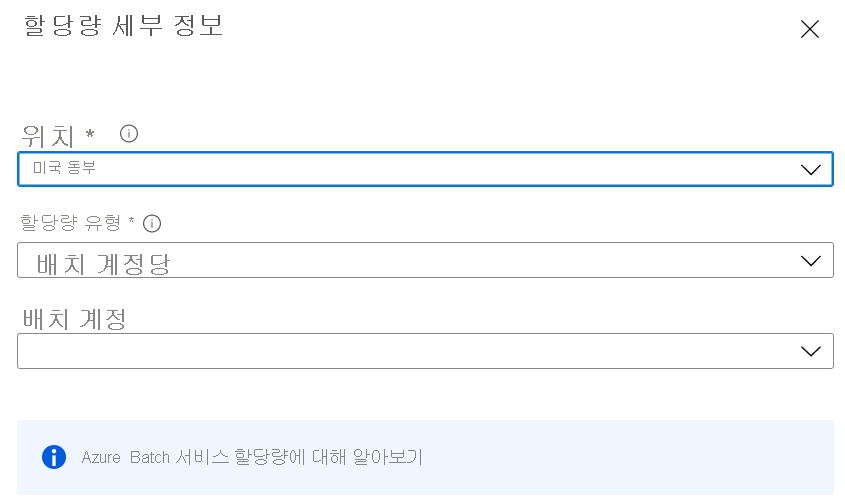 할당량 세부 정보
위치 *
미국 동부
할당량 유형 *
배치 계정당
배치 계정
Azure Batch 서비스 할당량에 대해 알아보기